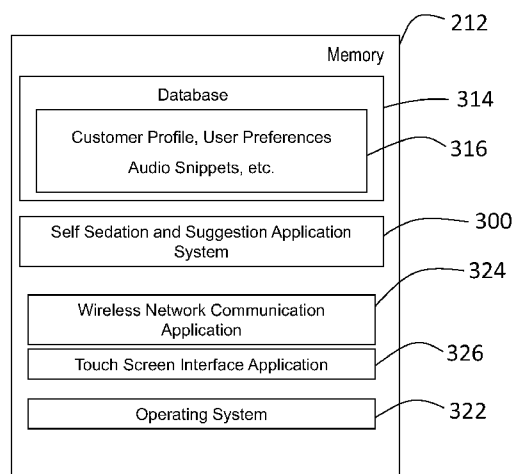 212
Memory
Database
314
Customer Profile, User Preferences
316
Audio Snippets, etc.
300
Self Sedation and Suggestion Application
System
324
Wireless Network Communication
Application
326
Touch Screen Interface Application
322
Operating System